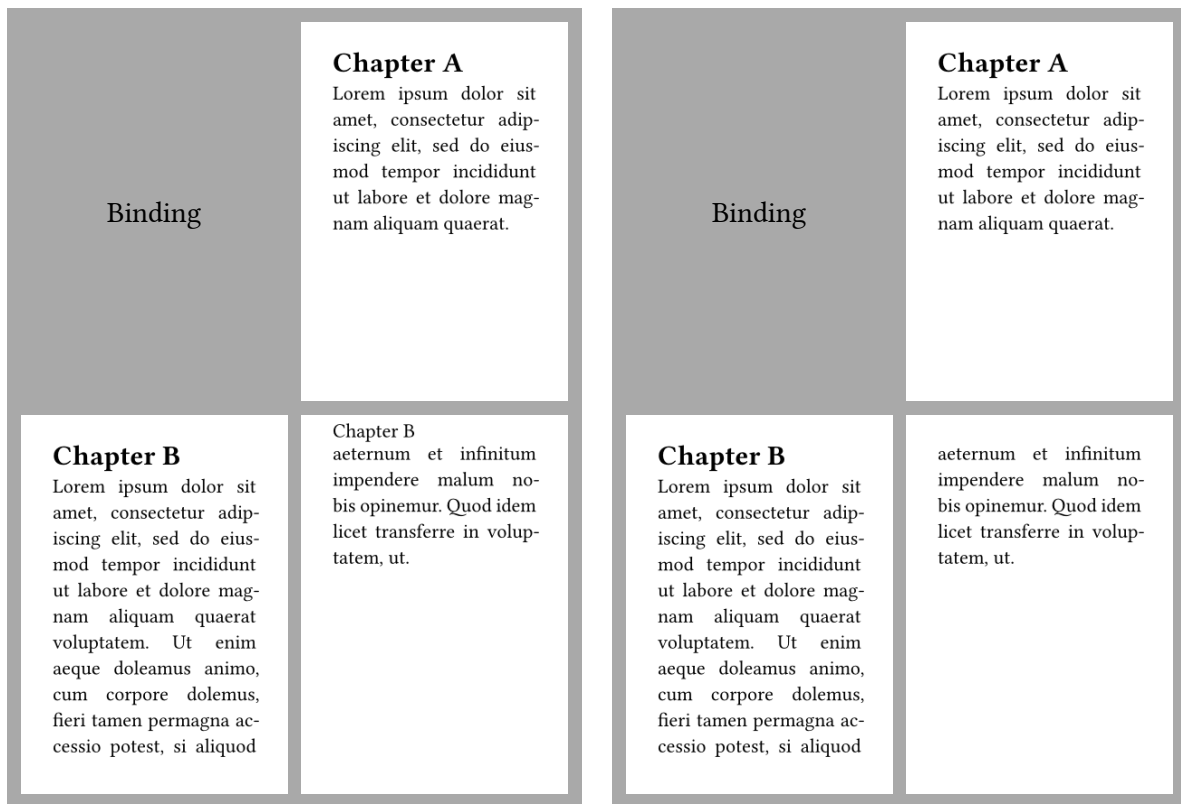 Binding
Chapter A
Lorem ipsum dolor sit
amet, consectetur adip-
iscing elit, sed do eius-
mod tempor incididunt
ut labore et dolore mag-
nam aliquam quaerat.
Chapter B
Lorem ipsum dolor sit
amet, consectetur adip-
iscing elit, sed do eius-
mod tempor incididunt
ut labore et dolore mag-
nam aliquam quaerat
voluptatem. Ut enim
aeque doleamus animo,
cum corpore dolemus,
fieri tamen permagna ac-
cessio potest, si aliquod
Chapter B
aeternum et infinitum
impendere malum no-
bis opinemur. Quod idem
licet transferre in volup-
tatem, ut.
Binding
Chapter A
Lorem ipsum dolor sit
amet, consectetur adip-
iscing elit, sed do eius-
mod tempor incididunt
ut labore et dolore mag-
nam aliquam quaerat.
Chapter B
Lorem ipsum dolor sit
amet, consectetur adip-
iscing elit, sed do eius-
mod tempor incididunt
ut labore et dolore mag-
nam aliquam quaerat
voluptatem. Ut enim
aeque doleamus animo,
cum corpore dolemus,
fieri tamen permagna ac-
cessio potest, si aliquod
aeternum et infinitum
impendere malum no-
bis opinemur. Quod idem
licet transferre in volup-
tatem, ut.